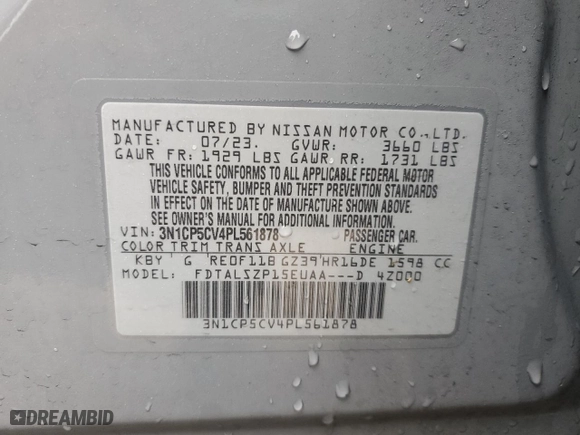 MANUFACTURED BY NISSAN MOTOR CO.,LTD.
DATE: 07/23. GVWR: 3660 LBS
GAWR FR: 1929 LBS GAWR RR: 1731 LBS
THIS VEHICLE CONFORMS TO ALL APPLICABLE FEDERAL MOTOR
VEHICLE SAFETY, BUMPER AND THEFT PREVENTION STANDARDS
IN EFFECT ON THE DATE OF MANUFACTURE SHOWN ABOVE.
SEE OWNER'S MANUAL FOR ADDITIONAL INFORMATION.
VIN: 3N1CP5CV4PL561878 PASSENGER CAR.
COLOR TRIM TRANS AXLE ENGINE
KBY G RE0F11B GZ39 HR16DE 1598 CC
MODEL: FDTALSZP15EUAA---D 4Z000
3N1CP5CV4PL561878
DREAMBID